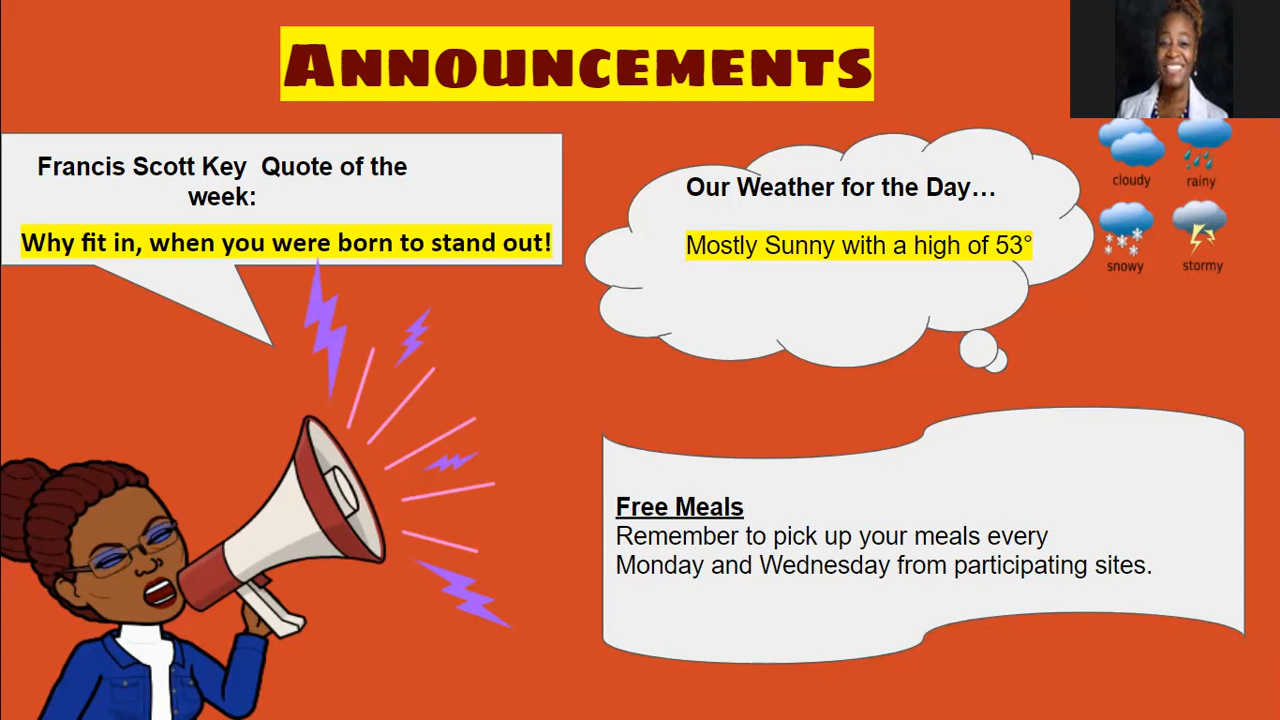 ANNOUNCEMENTS
Francis Scott Key Quote of the
week:
Why fit in, when you were born to stand out!
Our Weather for the Day…
Mostly Sunny with a high of 53°
cloudy
rainy
snowy
stormy
Free Meals
Remember to pick up your meals every
Monday and Wednesday from participating sites.